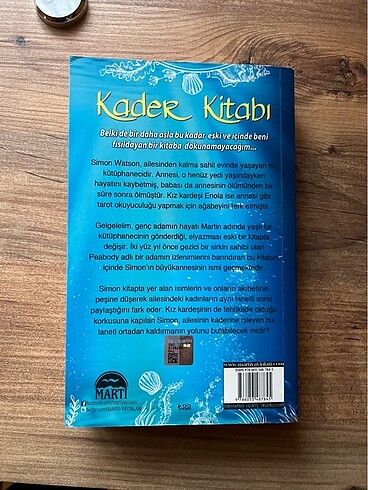 Kader Kitabı
Belki de bir daha asla bu kadar eski ve içinde beni
fısıldayan bir kitaba dokunamayacağım...
Simon Watson, ailesinden kalma sahil evinde yaşayan bir
kütüphanecidir. Annesi, o henüz yedi yaşındayken
hayatını kaybetmiş, babası da annesinin ölümünden bir
süre sonra ölmüştür. Kız kardeşi Enola ise annesi gibi
tarot okuyuculuğu yapmak için ağabeyini terk etmiştir.
Gelgelelim, genç adamın hayatı Martin adında yaşlı bir
kütüphanecinin gönderdiği, elyazması eski bir kitapla
değişir. İki yüz yıl önce gezici bir sirkin sahibi olan
Peabody adlı bir adamın izlenimlerini barındıran bu kitabın
içinde Simon'ın büyükannesinin ismi geçmektedir.
Simon kitapta yer alan isimlerin ve onların akıbetinin
peşine düşerek ailesindeki kadınların aynı lanetli sonu
paylaştığını fark eder. Kız kardeşinin de tehlikede olduğu
korkusuna kapılan Simon, ailesinin kaderine işleyen bu
laneti ortadan kaldırmanın yolunu bulabilecek midir?
MARTI
www.martiyayinlari.com